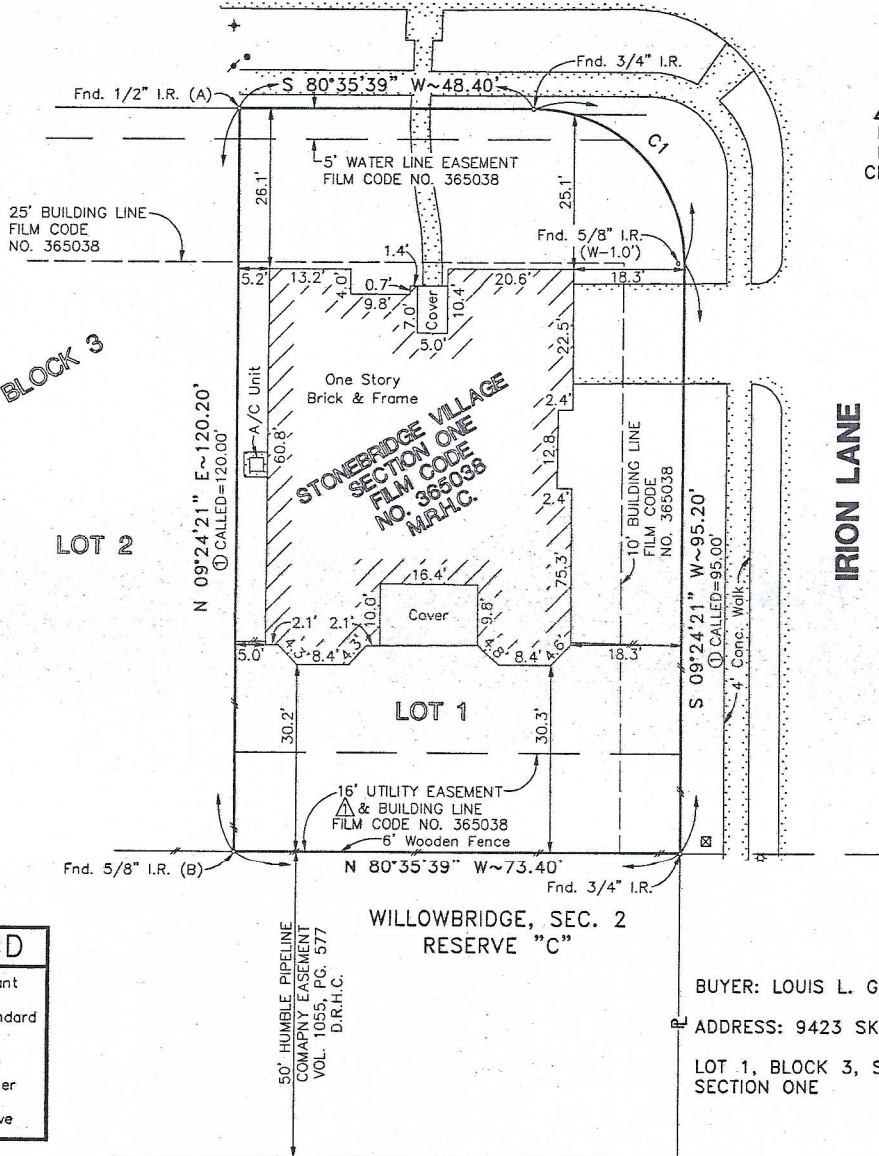 S 80°35'39" W~48.40'
Fnd. 3/4" I.R.
Fnd. 1/2" I.R. (A)
C1
5' WATER LINE EASEMENT
FILM CODE NO. 365038
26.1'
25.1'
25' BUILDING LINE
FILM CODE
NO. 365038
Fnd. 5/8" I.R.
(W-1.0')
1.4'
5.2'
13.2'
4.0'
0.7'
9.8'
7.0'
Cover
10.4'
5.0'
20.6'
18.3'
22.5'
BLOCK 3
One Story
Brick & Frame
A/C Unit
60.8'
STONEBRIDGE VILLAGE
SECTION ONE
FILM CODE
NO. 365038
M.R.H.C.
2.4'
12.8
2.4'
10' BUILDING LINE
FILM CODE
NO. 365038
IRION LANE
N 09°24'21" E~120.20'
① CALLED=120.00'
LOT 2
S 09°24'21" W~95.20'
① CALLED=95.00'
4' Conc. Walk
75.3'
16.4'
10.0'
Cover
9.8'
2.1'
2.1'
5.0'
4.3'
8.4'
4.3'
4.8'
8.4'
4.6'
18.3'
LOT 1
30.2'
30.3'
16' UTILITY EASEMENT
1 & BUILDING LINE
FILM CODE NO. 365038
6' Wooden Fence
Fnd. 5/8" I.R. (B)
N 80°35'39" W~73.40'
Fnd. 3/4" I.R.
WILLOWBRIDGE, SEC. 2
RESERVE "C"
50' HUMBLE PIPELINE
COMAPNY EASEMENT
VOL. 1055, PG. 577
D.R.H.C.
D
ant
ndard
er
ve
BUYER: LOUIS L. G
PL
ADDRESS: 9423 SK
LOT 1, BLOCK 3, S
SECTION ONE